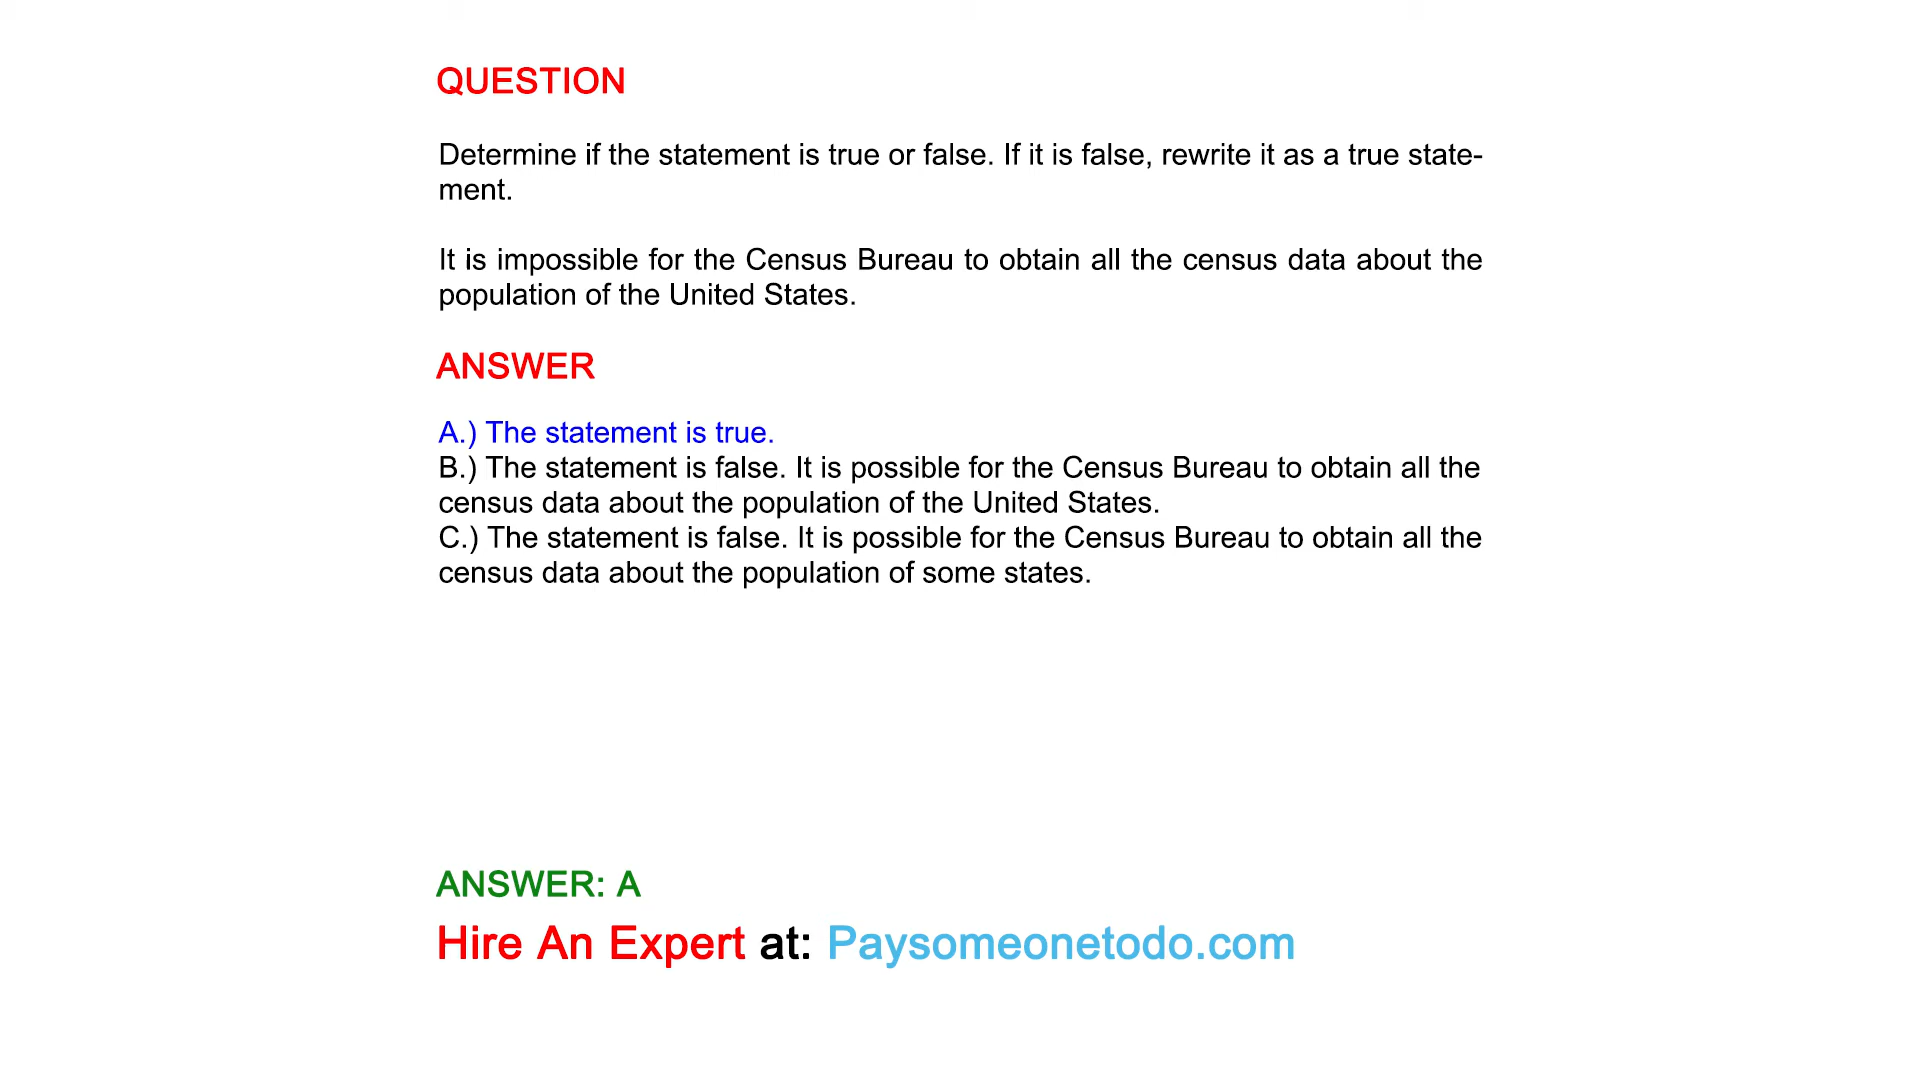 QUESTION
Determine if the statement is true or false. If it is false, rewrite it as a true state-
ment.
It is impossible for the Census Bureau to obtain all the census data about the
population of the United States.
ANSWER
A.) The statement is true.
B.) The statement is false. It is possible for the Census Bureau to obtain all the
census data about the population of the United States.
C.) The statement is false. It is possible for the Census Bureau to obtain all the
census data about the population of some states.
ANSWER: A
Hire An Expert at: Paysomeonetodo.com